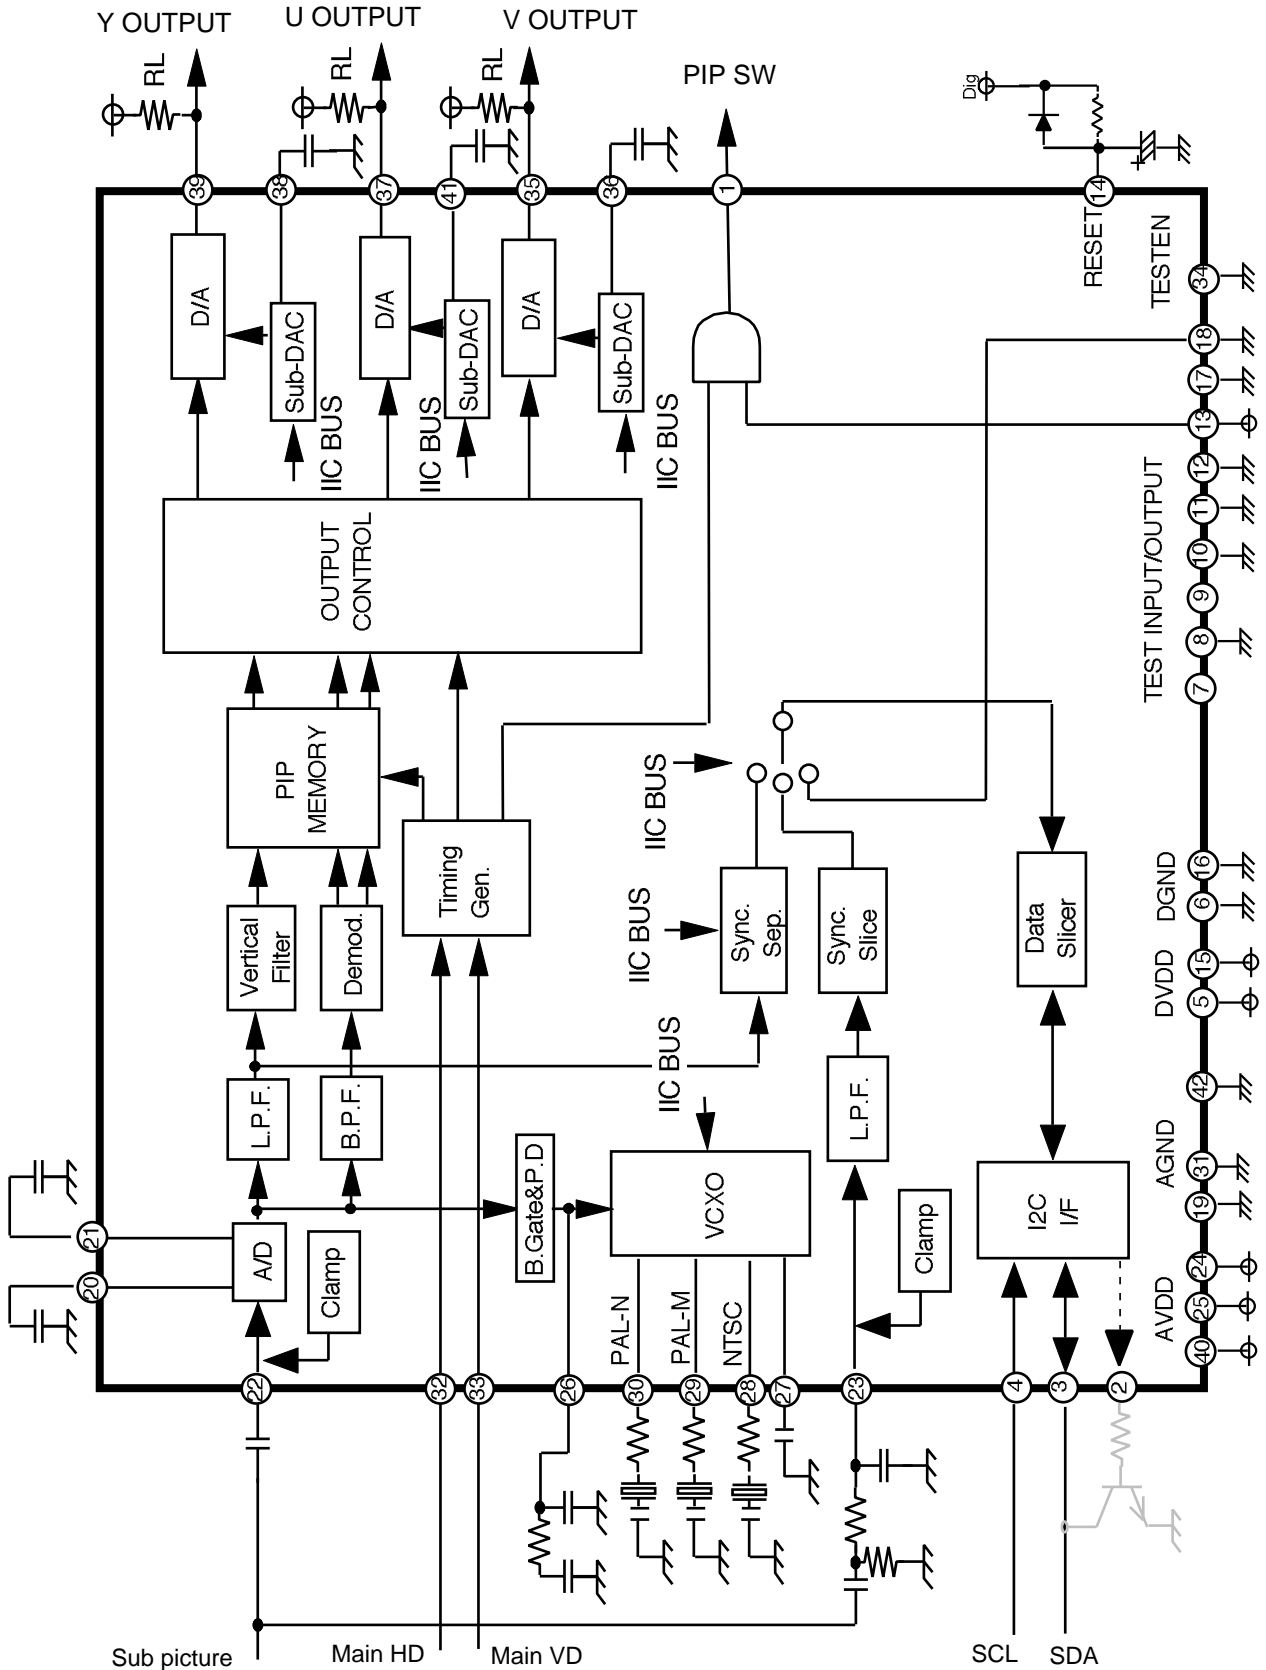 Y OUTPUT
U OUTPUT
V OUTPUT
PIP SW
RL
RL
RL
Dig
39
38
37
41
35
36
1
14
RESET
TESTEN
34
D/A
Sub-DAC
IIC BUS
D/A
Sub-DAC
IIC BUS
D/A
Sub-DAC
IIC BUS
18
17
13
12
11
10
9
8
7
TEST INPUT/OUTPUT
OUTPUT
CONTROL
PIP
MEMORY
Timing
Gen.
IIC BUS
IIC BUS
Sync.
Sep.
Sync.
Slice
Data
Slicer
Vertical
Filter
Demod.
DGND
16
6
DVDD
15
5
L.P.F.
B.P.F.
IIC BUS
L.P.F.
42
AGND
31
19
B.Gate&P.D
VCXO
I2C
I/F
21
20
A/D
Clamp
Clamp
PAL-N
PAL-M
NTSC
AVDD
24
25
40
22
32
33
26
30
29
28
27
23
4
3
2
+
Sub picture
Main HD
Main VD
SCL
SDA